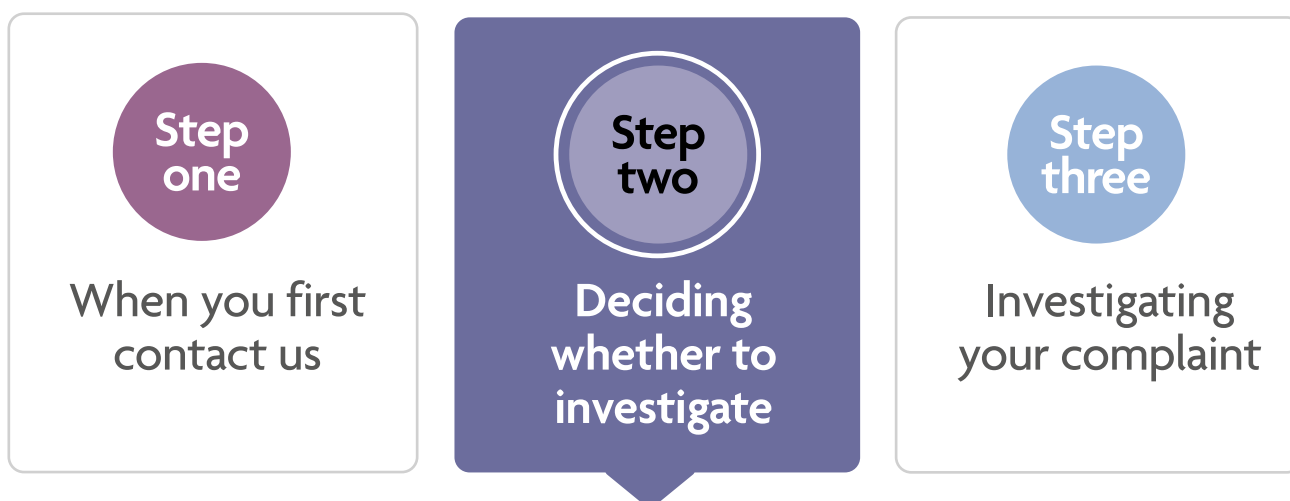 Step
one
When you first
contact us
Step
two
Deciding
whether to
investigate
Step
three
Investigating
your complaint